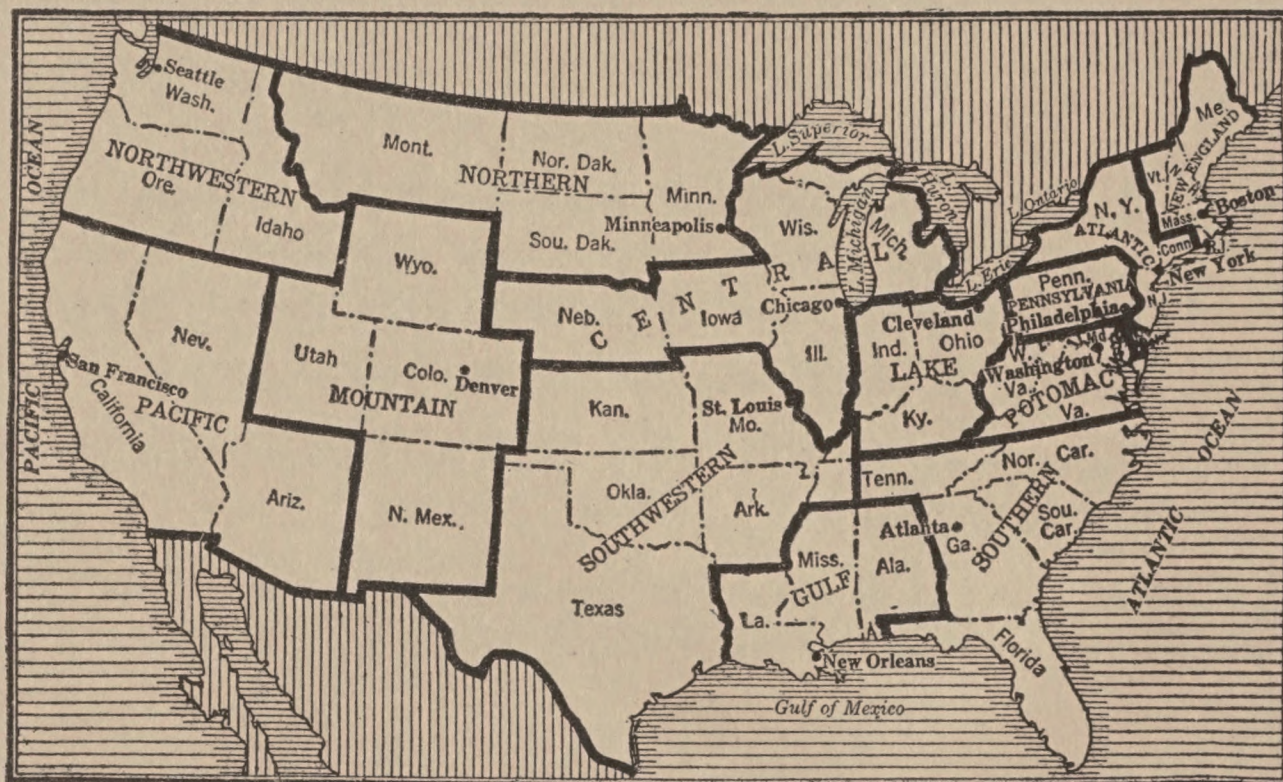 Seattle
Wash.
NORTHWESTERN
Ore.
Idaho
Mont.
Nor. Dak.
NORTHERN
Sou. Dak.
Minn.
Minneapolis
Wyo.
Neb.
CENTRAL
Iowa
Wis.
Mich
Chicago
Ill.
L. Superior
L. Michigan
L. Huron
L. Ontario
L. Erie
Me.
NEW ENGLAND
Vt.
N. H.
Mass.
Boston
Conn.
R.I.
N. Y.
ATLANTIC
New York
N. J.
Penn.
PENNSYLVANIA
Philadelphia
Cleveland
Ind.
Ohio
LAKE
Ky.
W.
Va.
Md.
Washington
POTOMAC
Va.
Nev.
San Francisco
California
PACIFIC
Utah
Colo.
Denver
MOUNTAIN
Ariz.
N. Mex.
Kan.
St. Louis
Mo.
Okla.
SOUTHWESTERN
Ark.
Texas
Tenn.
Nor. Car.
Sou.
Car.
SOUTHERN
Atlanta
Ga.
Miss.
Ala.
GULF
La.
New Orleans
Florida
Gulf of Mexico
PACIFIC OCEAN
ATLANTIC OCEAN